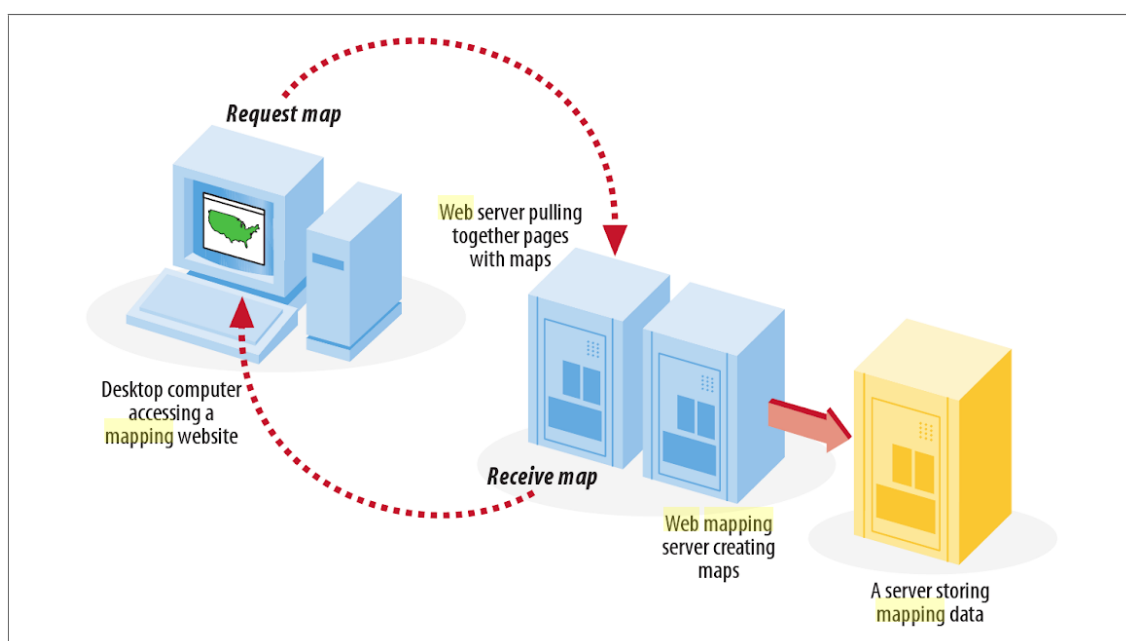 Request map
Web server pulling
together pages
with maps
Desktop computer
accessing a
mapping website
Receive map
Web mapping
server creating
maps
A server storing
mapping data